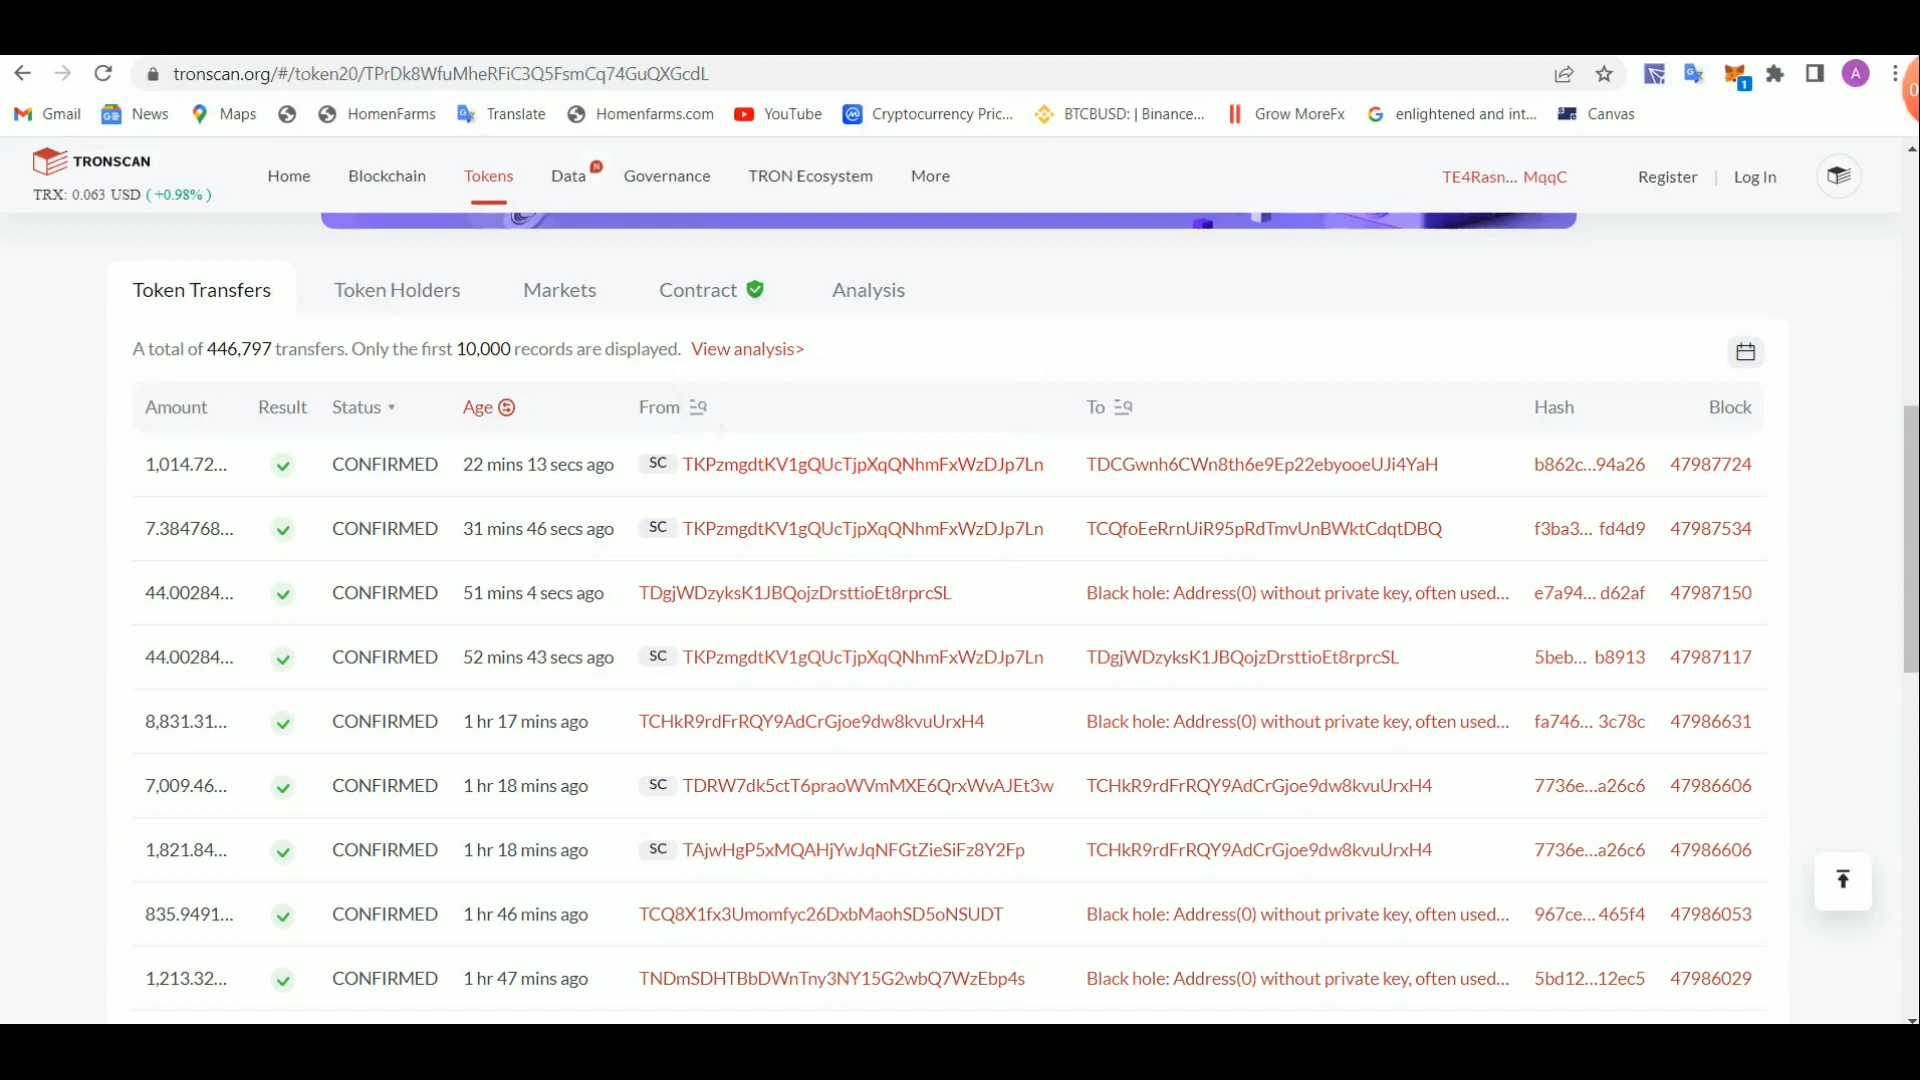 tronscan.org/#/token20/TPrDk8WfuMheRFiC3Q5FsmCq74GuQXGcdL 1 A 0
Gmail News Maps HomenFarms Translate Homenfarms.com YouTube Cryptocurrency Pric... BTCBUSD: | Binance... Grow MoreFx enlightened and int... Canvas
TRONSCAN
TRX: 0.063 USD ( +0.98% )
Home Blockchain Tokens Data N Governance TRON Ecosystem More TE4Rasn... MqqC Register | Log In
Token Transfers Token Holders Markets Contract Analysis
A total of 446,797 transfers. Only the first 10,000 records are displayed. View analysis>
Amount Result Status Age From To Hash Block
1,014.72... CONFIRMED 22 mins 13 secs ago SC TKPzmgdtKV1gQUcTjpXqQNhmFxWzDJp7Ln TDCGwnh6CWn8th6e9Ep22ebyooeUJi4YaH b862c...94a26 47987724
7.384768... CONFIRMED 31 mins 46 secs ago SC TKPzmgdtKV1gQUcTjpXqQNhmFxWzDJp7Ln TCQfoEeRrnUiR95pRdTmvUnBWktCdqtDBQ f3ba3... fd4d9 47987534
44.00284... CONFIRMED 51 mins 4 secs ago TDgjWDzyksK1JBQojzDrsttioEt8rprcSL Black hole: Address(0) without private key, often used... e7a94... d62af 47987150
44.00284... CONFIRMED 52 mins 43 secs ago SC TKPzmgdtKV1gQUcTjpXqQNhmFxWzDJp7Ln TDgjWDzyksK1JBQojzDrsttioEt8rprcSL 5beb... b8913 47987117
8,831.31... CONFIRMED 1 hr 17 mins ago TCHkR9rdFrRQY9AdCrGjoe9dw8kvuUrxH4 Black hole: Address(0) without private key, often used... fa746... 3c78c 47986631
7,009.46... CONFIRMED 1 hr 18 mins ago SC TDRW7dk5ctT6praoWVmMXE6QrxWvAJEt3w TCHkR9rdFrRQY9AdCrGjoe9dw8kvuUrxH4 7736e...a26c6 47986606
1,821.84... CONFIRMED 1 hr 18 mins ago SC TAjwHgP5xMQAHjYwJqNFGtZieSiFz8Y2Fp TCHkR9rdFrRQY9AdCrGjoe9dw8kvuUrxH4 7736e...a26c6 47986606
835.9491... CONFIRMED 1 hr 46 mins ago TCQ8X1fx3Umomfyc26DxbMaohSD5oNSUDT Black hole: Address(0) without private key, often used... 967ce... 465f4 47986053
1,213.32... CONFIRMED 1 hr 47 mins ago TNDmSDHTBbDWnTny3NY15G2wbQ7WzEbp4s Black hole: Address(0) without private key, often used... 5bd12...12ec5 47986029